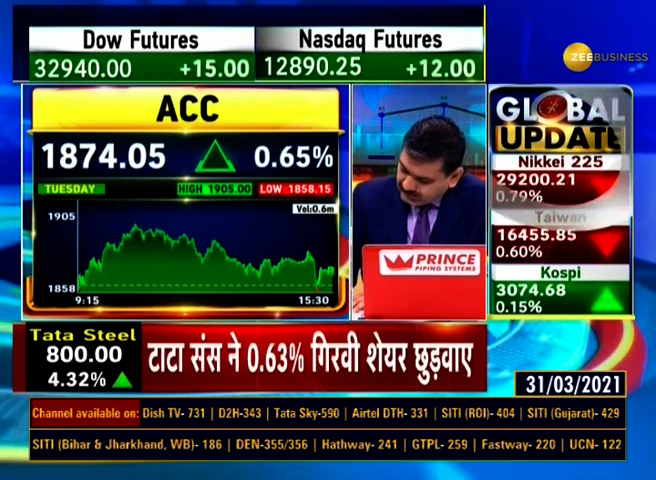 Dow Futures
32940.00 +15.00
Nasdaq Futures
12890.25 +12.00
ZEEBUSINESS
ACC
1874.05 0.65%
TUESDAY HIGH 1905.00 LOW 1858.15
Vol:0.6m
1905
1858
9:15 15:30
PRINCE
PIPING SYSTEMS
GLOBAL
UPDATE
Nikkei 225
29200.21
0.79%
Taiwan
16455.85
0.60%
Kospi
3074.68
0.15%
Tata Steel
800.00
4.32%
टाटा संस ने 0.63% गिरवी शेयर छुड़वाए
31/03/2021
Channel available on: Dish TV- 731 | D2H-343 | Tata Sky-590 | Airtel DTH- 331 | SITI (ROI)- 404 | SITI (Gujarat)- 429
SITI (Bihar & Jharkhand, WB)- 186 | DEN-355/356 | Hathway- 241 | GTPL- 259 | Fastway- 220 | UCN- 122